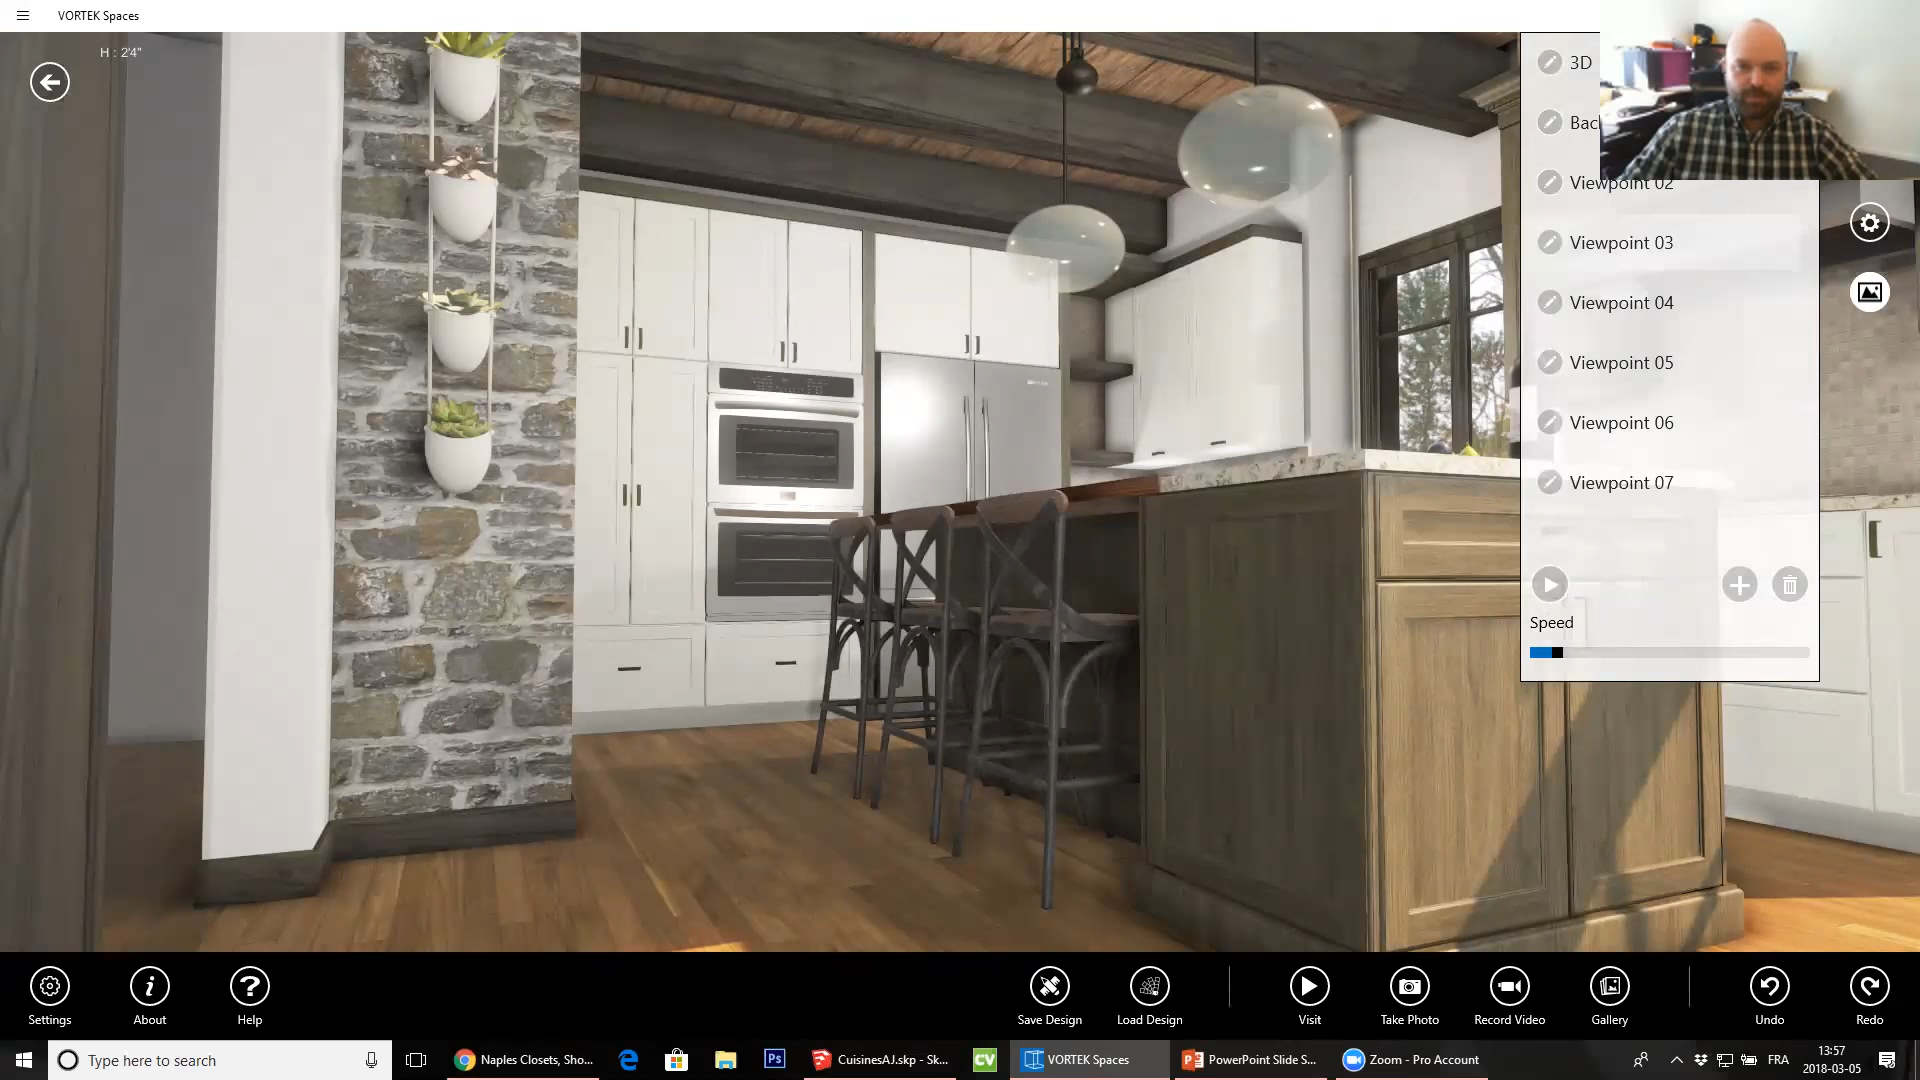 VORTEK Spaces
H : 2'4"
3D
Viewpoint 02
Viewpoint 03
Viewpoint 04
Viewpoint 05
Viewpoint 06
Viewpoint 07
Speed
Settings
About
Help
Save Design
Load Design
Visit
Take Photo
Record Video
Gallery
Undo
Redo
Type here to search
Naples Closets, Sho...
Ps
CuisinesAJ.skp - Sk...
CV
VORTEK Spaces
PowerPoint Slide S...
Zoom - Pro Account
FRA
13:57
2018-03-05